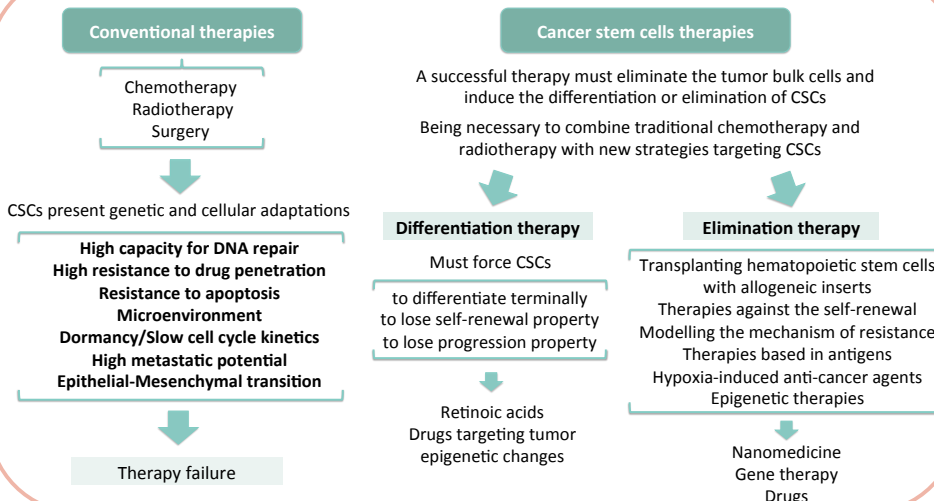 Conventional therapies
Chemotherapy
Radiotherapy
Surgery
CSCs present genetic and cellular adaptations
High capacity for DNA repair
High resistance to drug penetration
Resistance to apoptosis
Microenvironment
Dormancy/Slow cell cycle kinetics
High metastatic potential
Epithelial-Mesenchymal transition
Therapy failure
Cancer stem cells therapies
A successful therapy must eliminate the tumor bulk cells and
induce the differentiation or elimination of CSCs
Being necessary to combine traditional chemotherapy and
radiotherapy with new strategies targeting CSCs
Differentiation therapy
Must force CSCs
to differentiate terminally
to lose self-renewal property
to lose progression property
Retinoic acids
Drugs targeting tumor
epigenetic changes
Elimination therapy
Transplanting hematopoietic stem cells
with allogeneic inserts
Therapies against the self-renewal
Modelling the mechanism of resistance
Therapies based in antigens
Hypoxia-induced anti-cancer agents
Epigenetic therapies
Nanomedicine
Gene therapy
Drugs